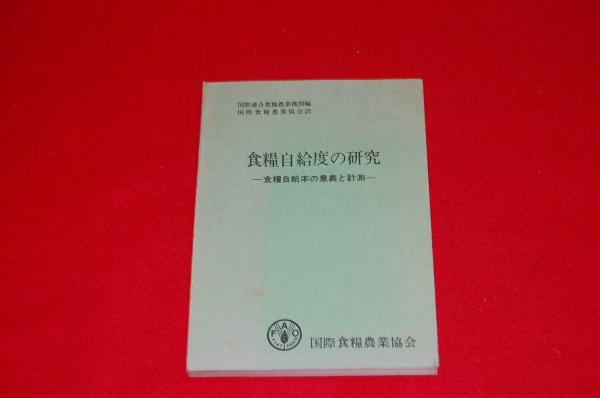 国際連合食糧農業機関編
国際食糧農業協会訳
食糧自給度の研究
—食糧自給率の意義と計測—
FAO
FIAT PANIS
国際食糧農業協会